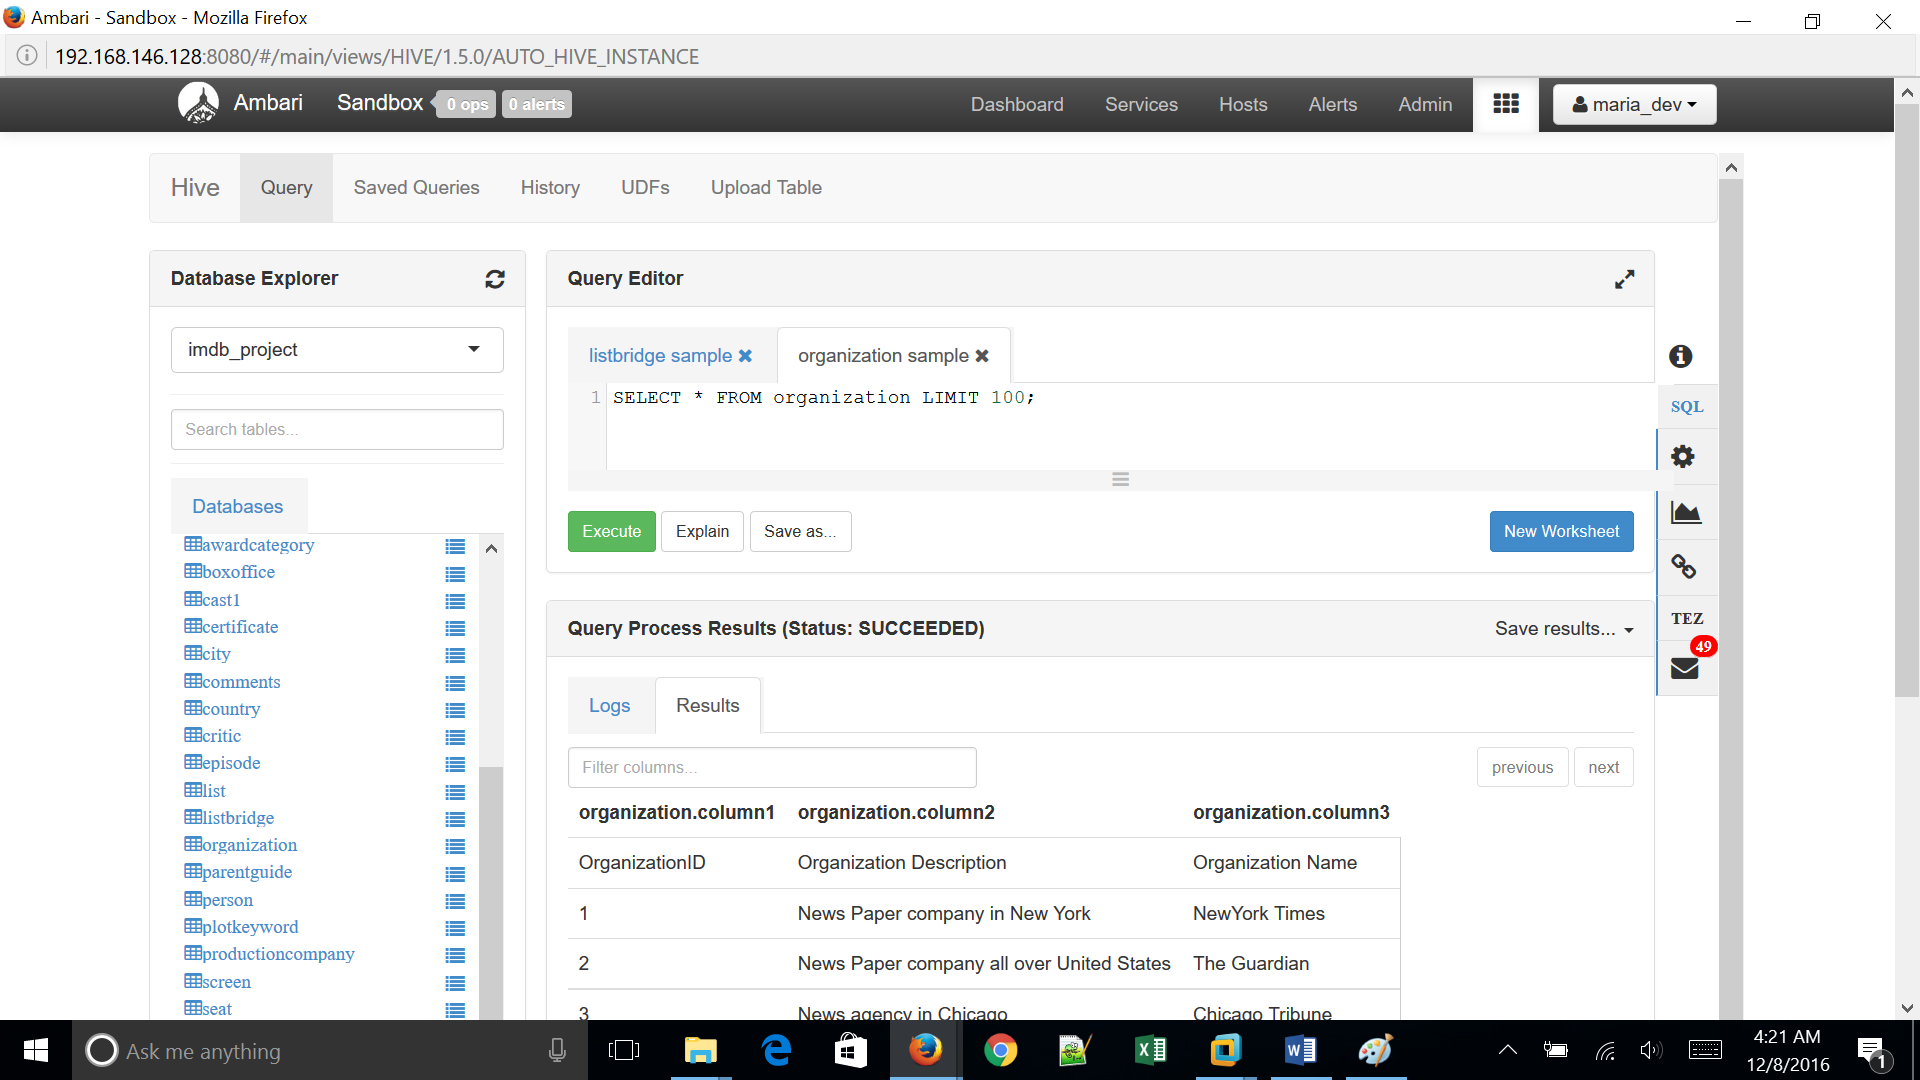 Ambari - Sandbox - Mozilla Firefox
192.168.146.128:8080/#/main/views/HIVE/1.5.0/AUTO_HIVE_INSTANCE
Ambari Sandbox 0 ops 0 alerts Dashboard Services Hosts Alerts Admin maria_dev
Hive Query Saved Queries History UDFs Upload Table
Database Explorer
imdb_project
Search tables...
Databases
awardcategory
boxoffice
cast1
certificate
city
comments
country
critic
episode
list
listbridge
organization
parentguide
person
plotkeyword
productioncompany
screen
seat
Query Editor
listbridge sample organization sample
1 SELECT * FROM organization LIMIT 100;
Execute Explain Save as... New Worksheet
SQL
TEZ
49
Query Process Results (Status: SUCCEEDED) Save results...
Logs Results
Filter columns... previous next
organization.column1 organization.column2 organization.column3
OrganizationID Organization Description Organization Name
1 News Paper company in New York NewYork Times
2 News Paper company all over United States The Guardian
3 News agency in Chicago Chicago Tribune
Ask me anything
4:21 AM
12/8/2016
1